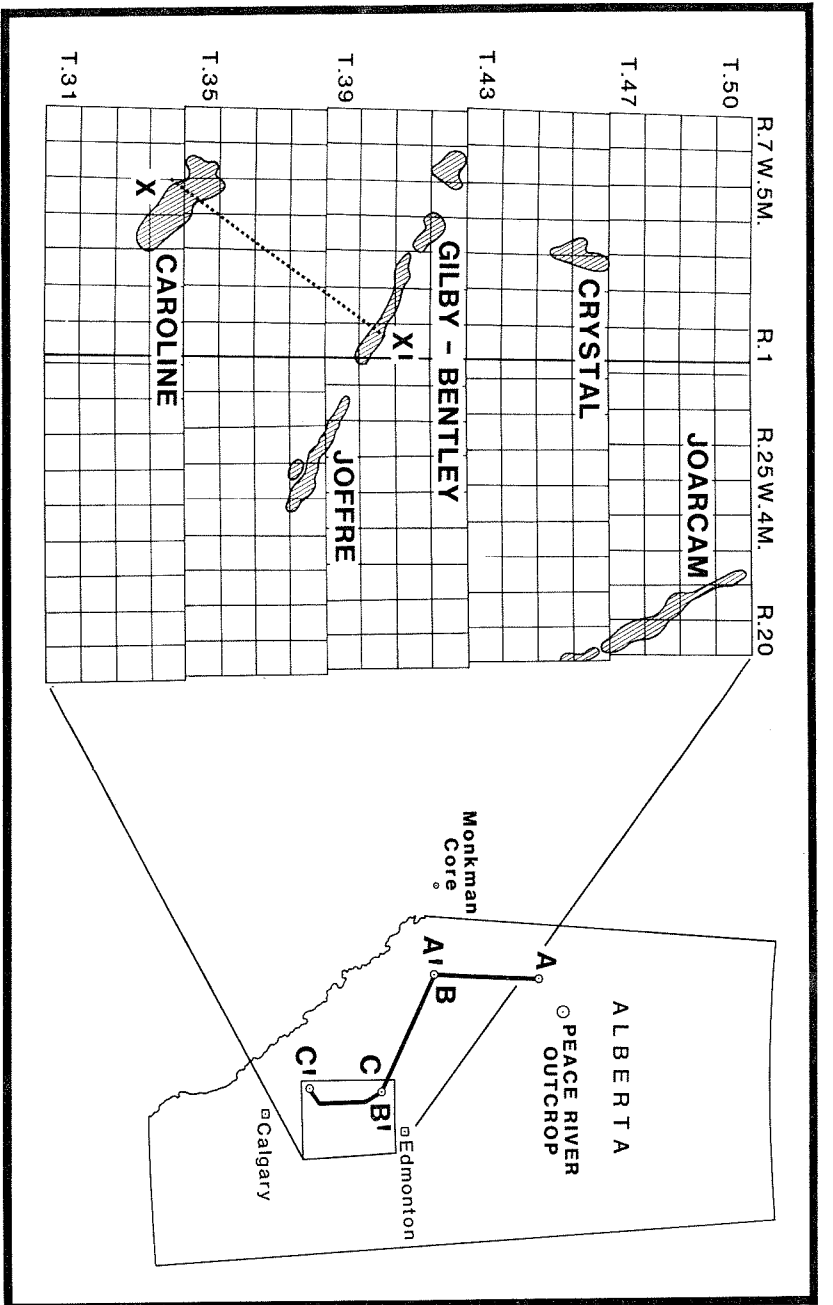 T.50
T.47
T.43
T.39
T.35
T.31
R.7W.5M.
R.1
R.25W.4M.
R.20
JOARCAM
CRYSTAL
GILBY - BENTLEY
X'
JOFFRE
X
CAROLINE
ALBERTA
PEACE RIVER
OUTCROP
A
Monkman
Core
A'
B
C
B'
Edmonton
C'
Calgary